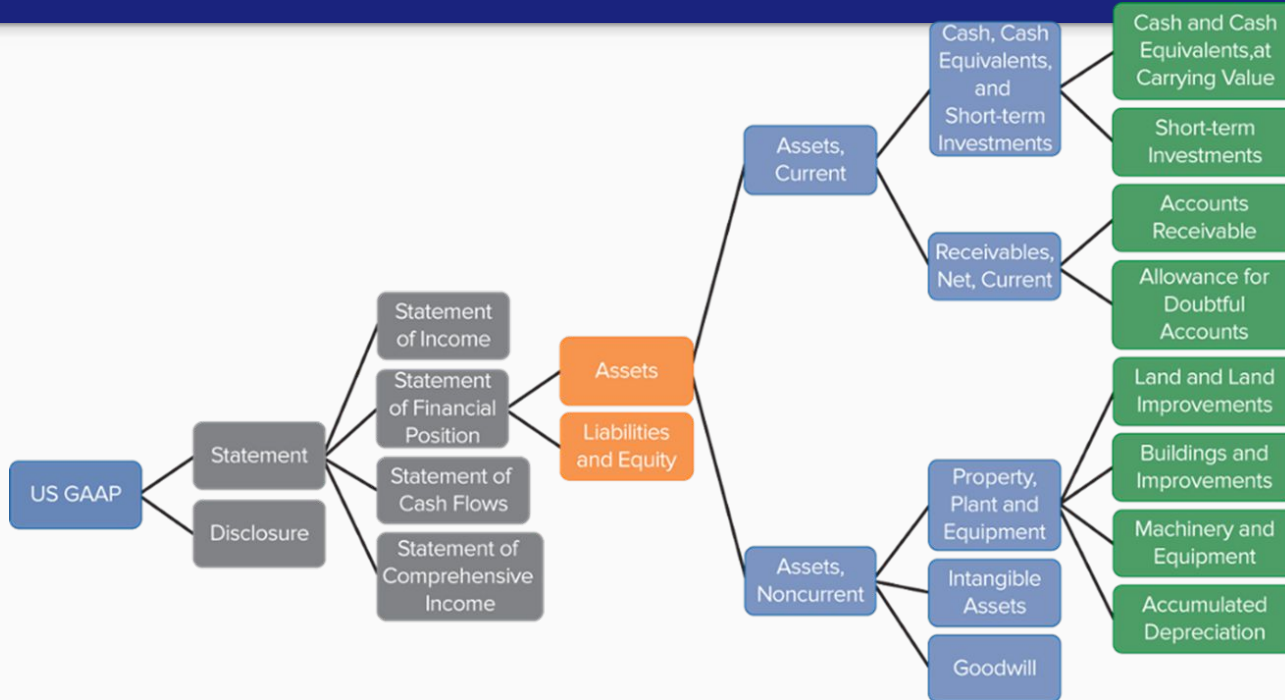 US GAAP
Statement
Disclosure
Statement
of Income
Statement
of Financial
Position
Statement of
Cash Flows
Statement of
Comprehensive
Income
Assets
Liabilities
and Equity
Assets,
Current
Assets,
Noncurrent
Cash, Cash
Equivalents,
and
Short-term
Investments
Receivables,
Net, Current
Property,
Plant and
Equipment
Intangible
Assets
Goodwill
Cash and Cash
Equivalents,at
Carrying Value
Short-term
Investments
Accounts
Receivable
Allowance for
Doubtful
Accounts
Land and Land
Improvements
Buildings and
Improvements
Machinery and
Equipment
Accumulated
Depreciation